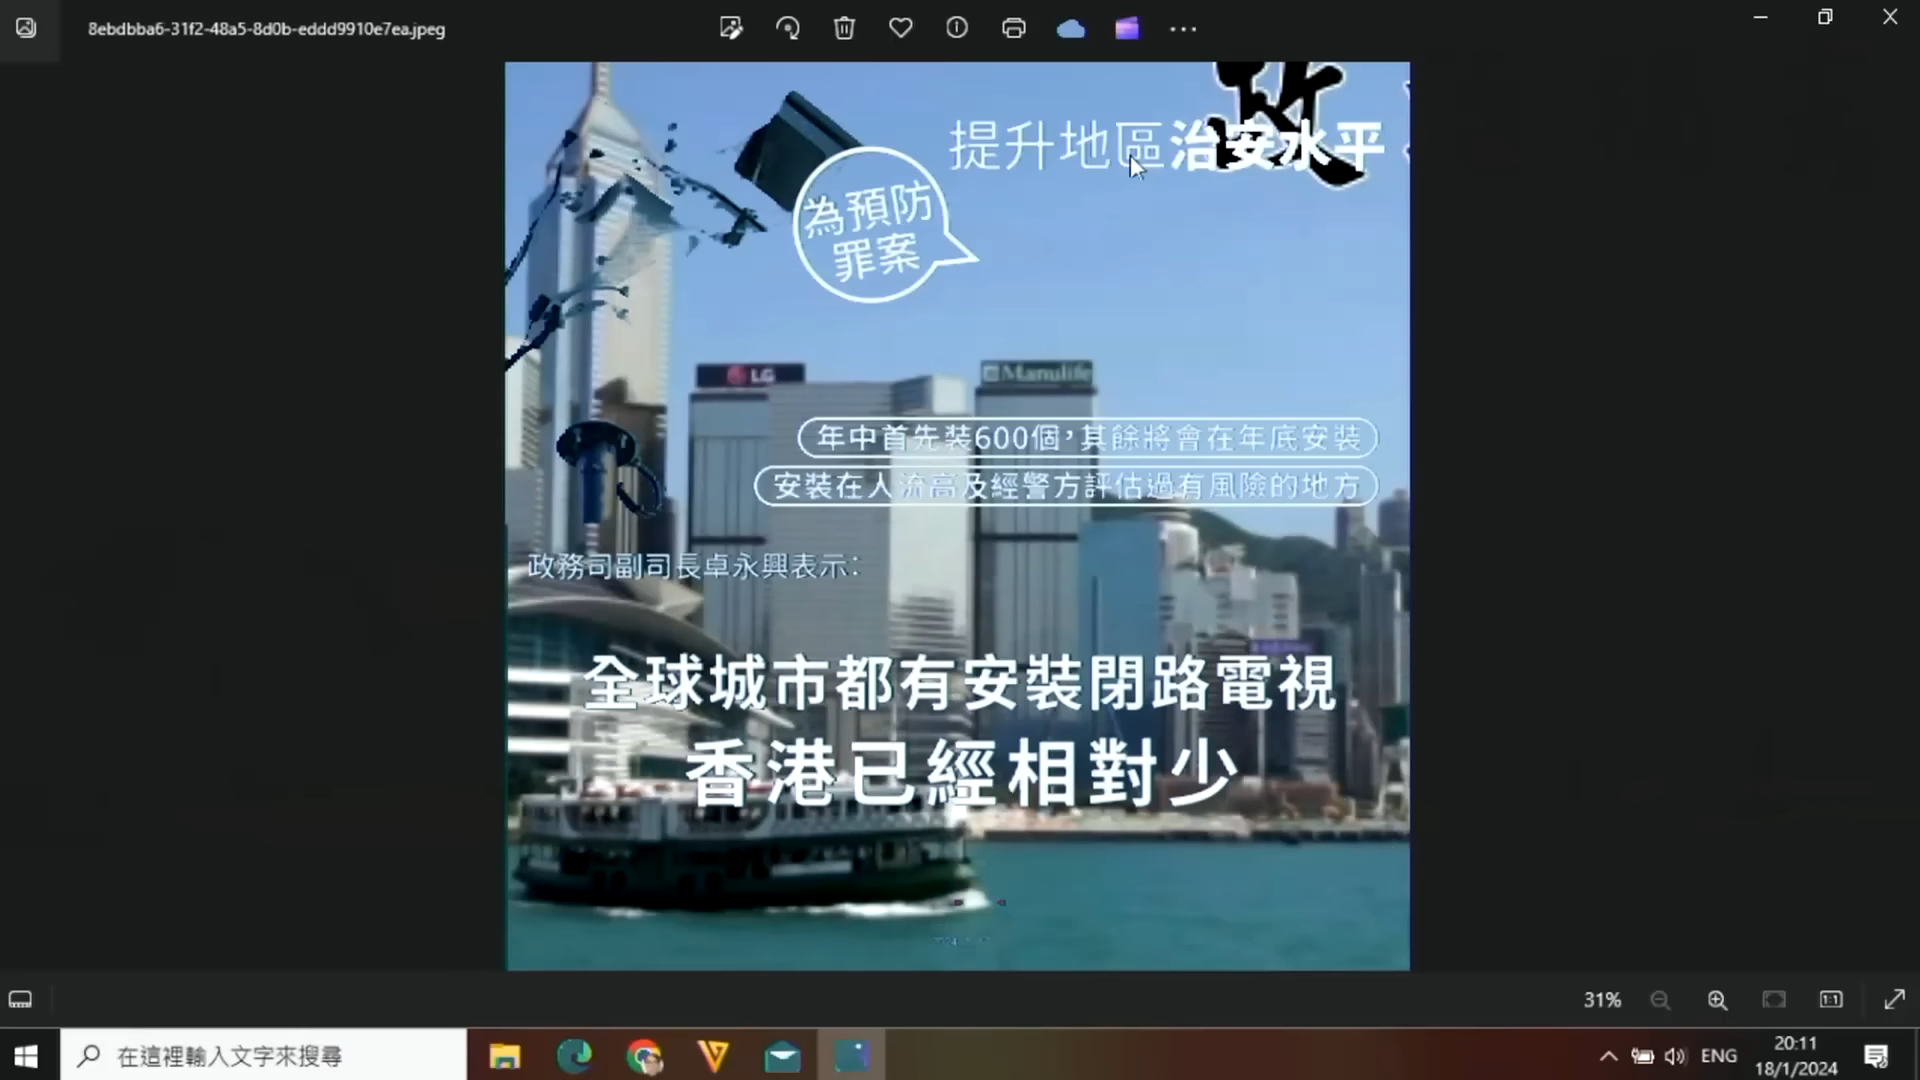 8ebdbba6-31f2-48a5-8d0b-eddd9910e7ea.jpeg
政
提升地區治安水平
為預防
罪案
LG
Manulife
年中首先裝600個，其餘將會在年底安裝
安裝在人流高及經警方評估過有風險的地方
政務司副司長卓永興表示：
全球城市都有安裝閉路電視
香港已經相對少
31%
1:1
在這裡輸入文字來搜尋
ENG
20:11
18/1/2024